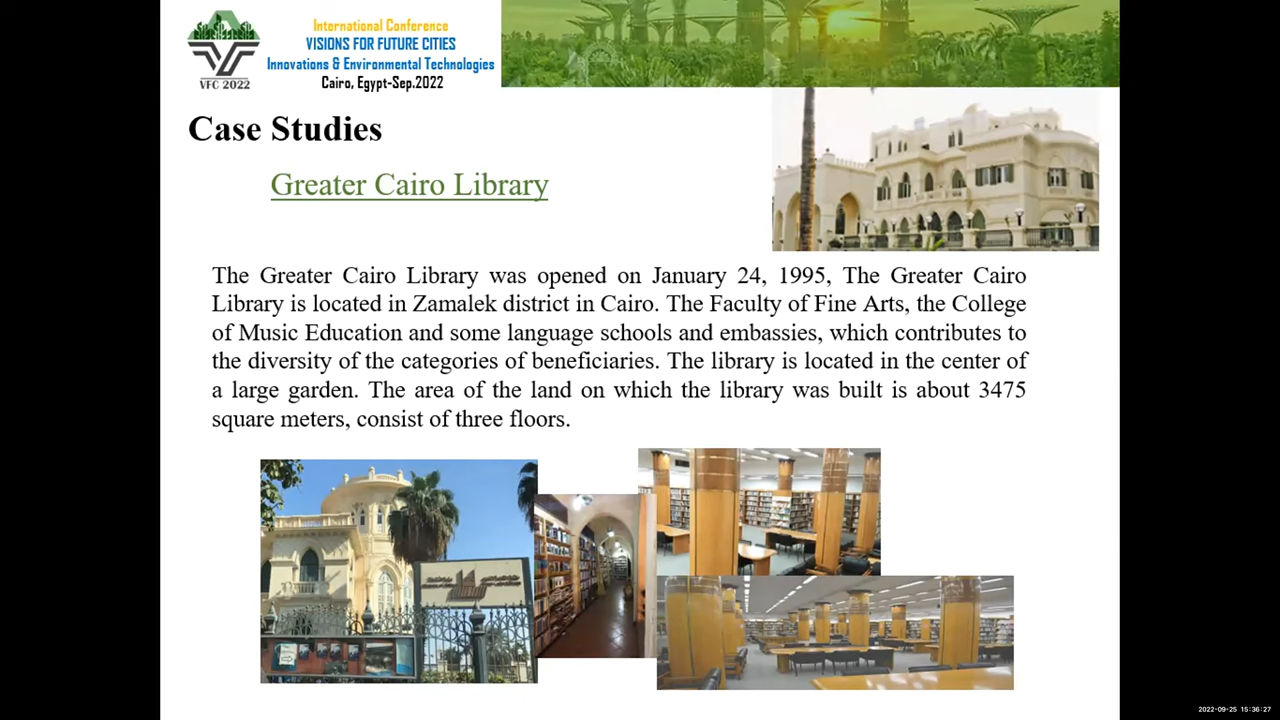 International Conference
VISIONS FOR FUTURE CITIES
Innovations & Environmental Technologies
Cairo, Egypt-Sep.2022
VFC 2022
Case Studies
Greater Cairo Library
The Greater Cairo Library was opened on January 24, 1995, The Greater Cairo
Library is located in Zamalek district in Cairo. The Faculty of Fine Arts, the College
of Music Education and some language schools and embassies, which contributes to
the diversity of the categories of beneficiaries. The library is located in the center of
a large garden. The area of the land on which the library was built is about 3475
square meters, consist of three floors.
2022-09-25 15:36:27